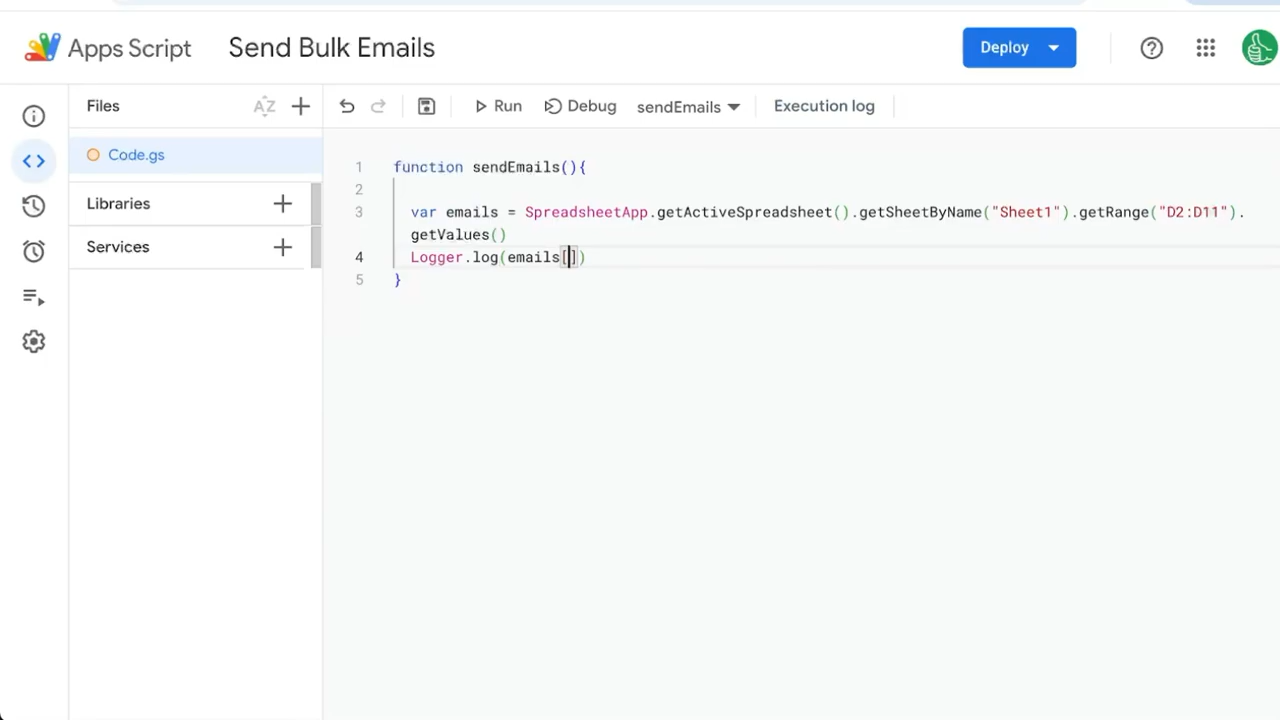 Apps Script Send Bulk Emails Deploy
Files AZ Run Debug sendEmails Execution log
Code.gs
Libraries
Services
1 function sendEmails(){
2
3 var emails = SpreadsheetApp.getActiveSpreadsheet().getSheetByName("Sheet1").getRange("D2:D11").
getValues()
4 Logger.log(emails[])
5 }